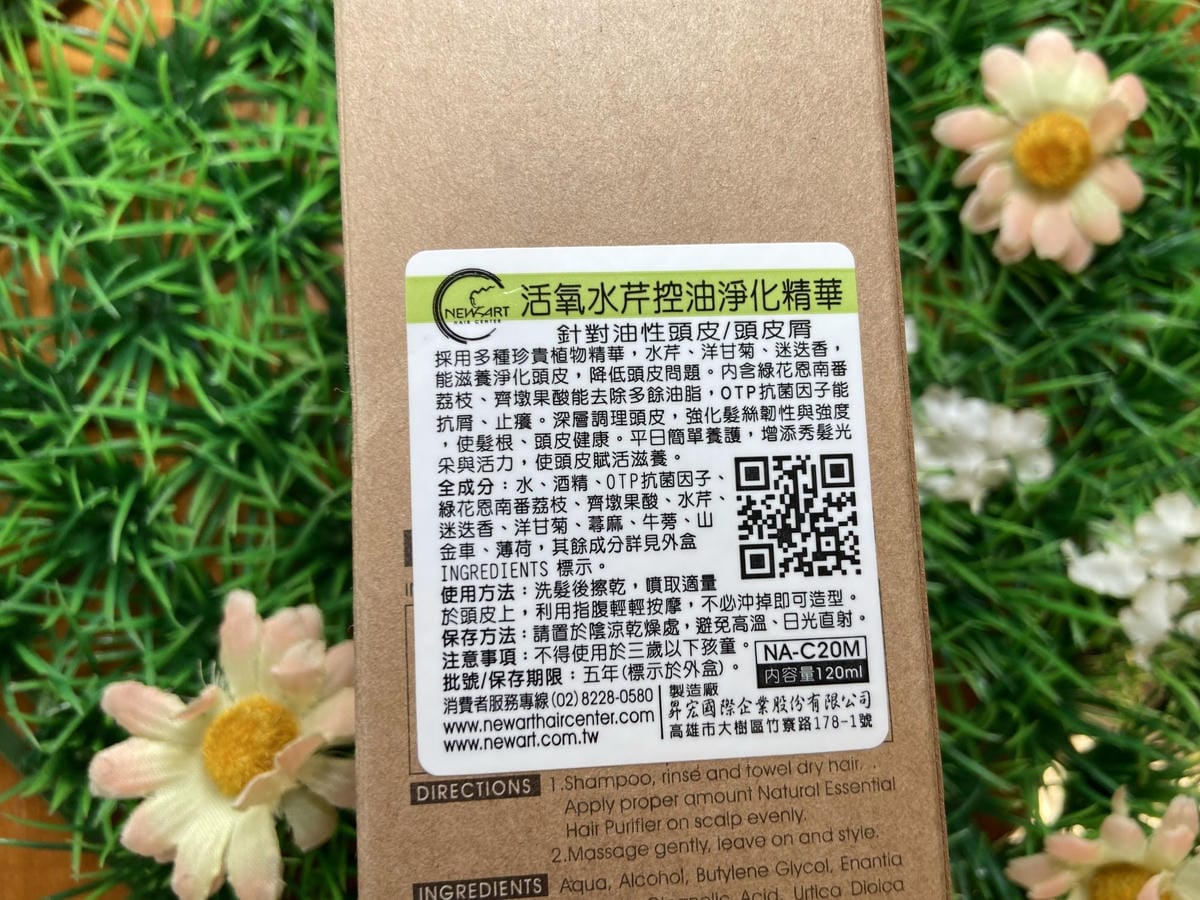 NEWSART
HAIR CENTER
活氧水芹控油淨化精華
針對油性頭皮/頭皮屑
採用多種珍貴植物精華，水芹、洋甘菊、迷迭香，
能滋養淨化頭皮，降低頭皮問題。內含綠花恩南番
荔枝、齊墩果酸能去除多餘油脂，OTP抗菌因子能
抗屑、止癢。深層調理頭皮，強化髮絲韌性與強度
，使髮根、頭皮健康。平日簡單養護，增添秀髮光
采與活力，使頭皮賦活滋養。
全成分：水、酒精、OTP抗菌因子、
綠花恩南番荔枝、齊墩果酸、水芹、
迷迭香、洋甘菊、蕁麻、牛蒡、山
金車、薄荷，其餘成分詳見外盒
INGREDIENTS 標示。
使用方法：洗髮後擦乾，噴取適量
於頭皮上，利用指腹輕輕按摩，不必沖掉即可造型。
保存方法：請置於陰涼乾燥處，避免高溫、日光直射。
注意事項：不得使用於三歲以下孩童。
批號/保存期限：五年(標示於外盒)。
NA-C20M
內容量120ml
消費者服務專線(02)8228-0580
www.newarthaircenter.com
www.newart.com.tw
製造廠
昇宏國際企業股份有限公司
高雄市大樹區竹寮路178-1號
DIRECTIONS 1.Shampoo, rinse and towel dry hair.
Apply proper amount Natural Essential
Hair Purifier on scalp evenly.
2.Massage gently, leave on and style.
INGREDIENTS Aqua, Alcohol, Butylene Glycol, Enantia
Oleanolic Acid, Urtica Dioica